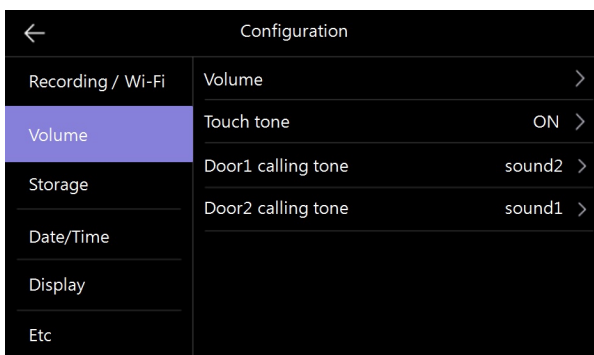 Configuration
Recording / Wi-Fi
Volume
Storage
Date/Time
Display
Etc
Volume
Touch tone ON
Door1 calling tone sound2
Door2 calling tone sound1